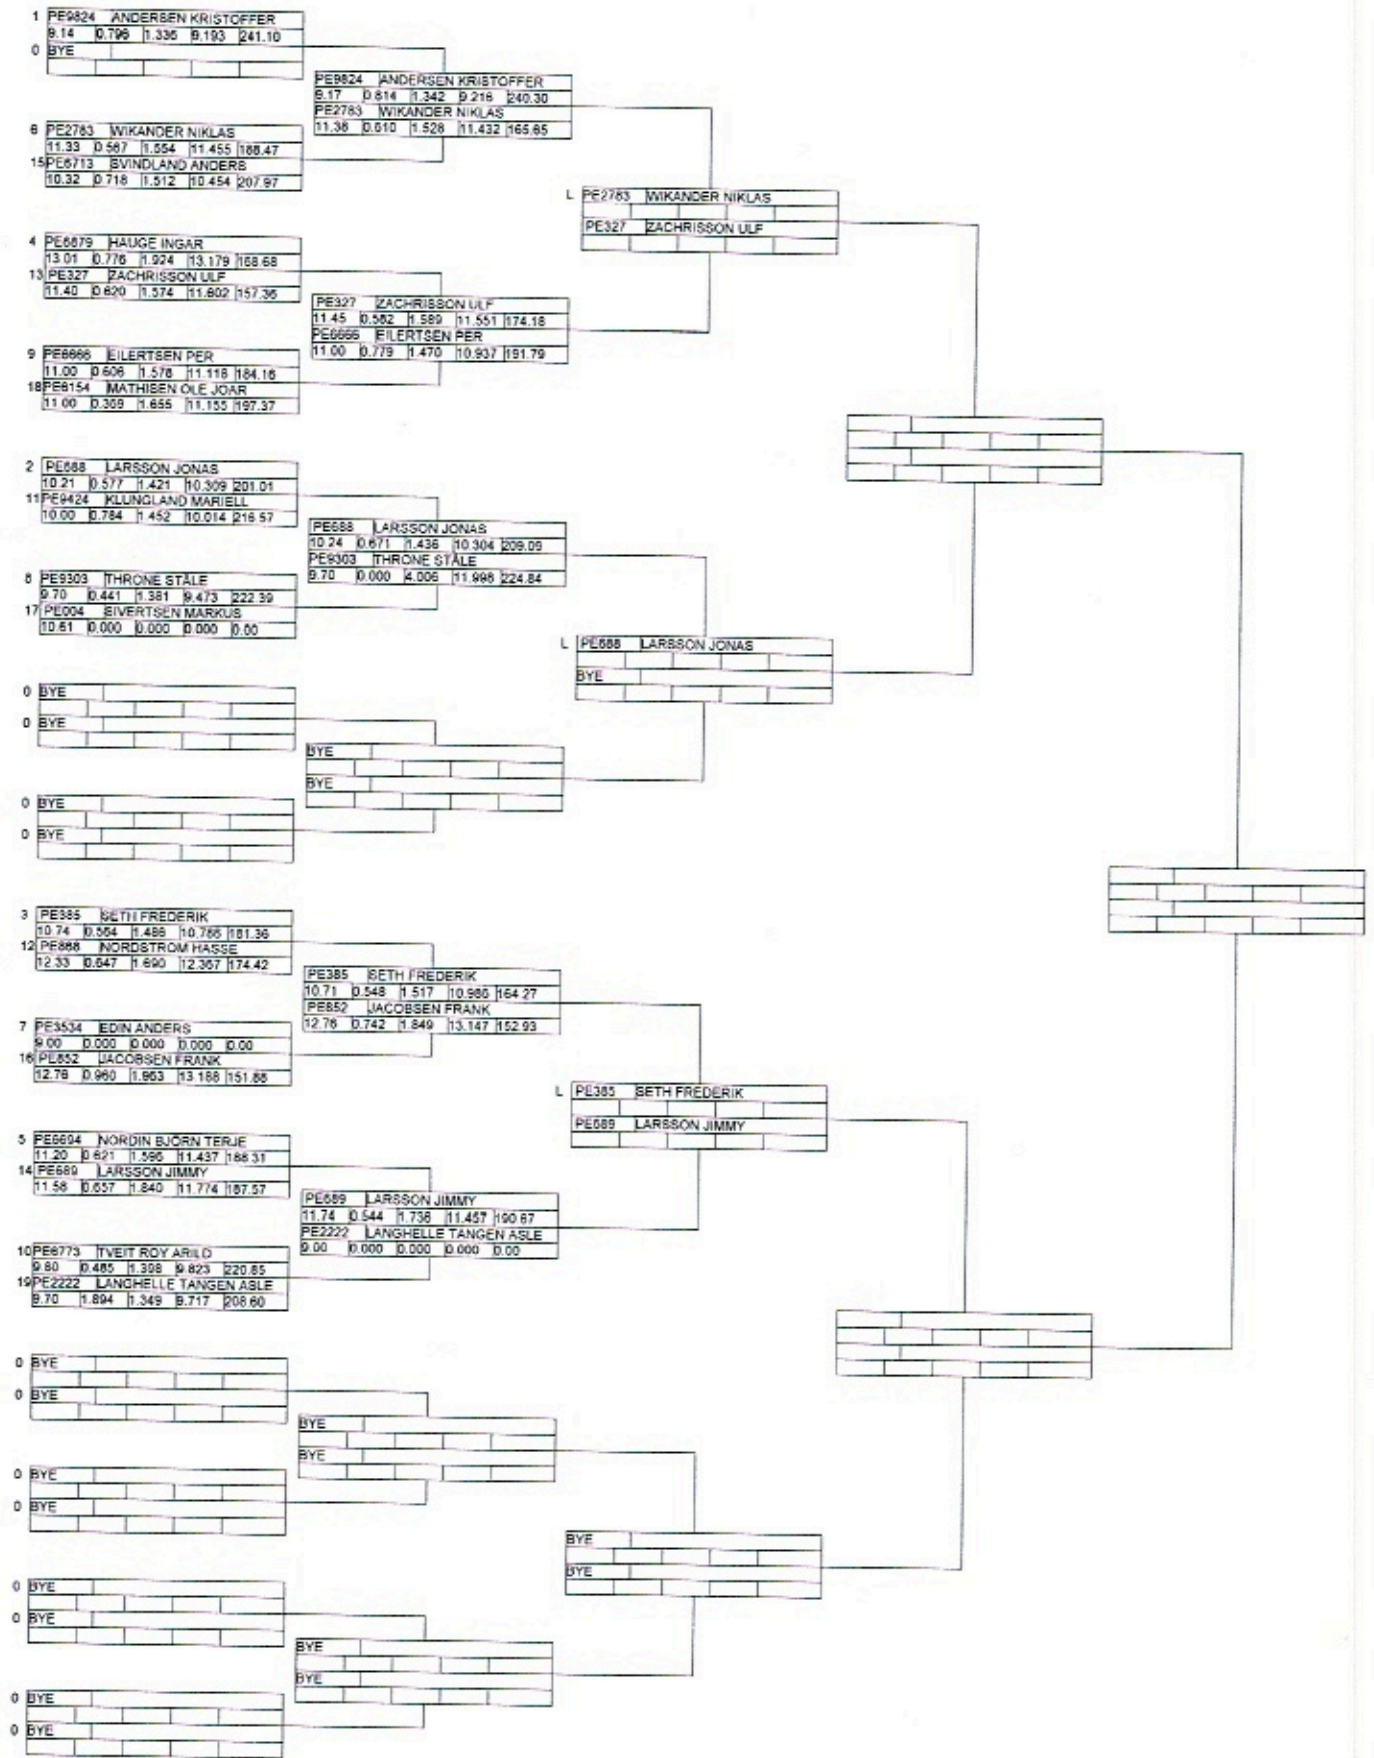 1 PE9824 ANDERSEN KRISTOFFER
9.14 0.796 1.335 9.193 241.10
0 BYE
PE9824 ANDERSEN KRISTOFFER
9.17 0.814 1.342 9.216 240.30
PE2783 WIKANDER NIKLAS
11.38 0.510 1.528 11.432 165.65
6 PE2783 WIKANDER NIKLAS
11.33 0.567 1.554 11.455 188.47
15 PE6713 SVINDLAND ANDERS
10.32 0.718 1.512 10.454 207.97
L PE2783 WIKANDER NIKLAS
PE327 ZACHRISSON ULF
4 PE6679 HAUGE INGAR
13.01 0.776 1.924 13.179 158.68
13 PE327 ZACHRISSON ULF
11.40 0.620 1.574 11.602 157.36
PE327 ZACHRISSON ULF
11.45 0.582 1.589 11.551 174.18
PE6666 EILERTSEN PER
11.00 0.779 1.470 10.937 191.79
9 PE6666 EILERTSEN PER
11.00 0.606 1.578 11.118 184.16
18 PE6154 MATHISEN OLE JOAR
11.00 0.369 1.655 11.155 197.37
2 PE688 LARSSON JONAS
10.21 0.577 1.421 10.309 201.01
11 PE9424 KLUNGLAND MARIELL
10.00 0.784 1.452 10.014 216.57
PE688 LARSSON JONAS
10.24 0.671 1.436 10.304 209.09
PE9303 THRONE STÅLE
9.70 0.000 4.006 11.998 224.84
8 PE9303 THRONE STÅLE
9.70 0.441 1.381 9.473 222.39
17 PE004 SIVERTSEN MARKUS
10.61 0.000 0.000 0.000 0.00
L PE688 LARSSON JONAS
BYE
0 BYE
0 BYE
BYE
BYE
0 BYE
0 BYE
3 PE385 SETH FREDERIK
10.74 0.554 1.486 10.786 181.36
12 PE868 NORDSTROM HASSE
12.33 0.647 1.690 12.367 174.42
PE385 SETH FREDERIK
10.71 0.548 1.517 10.986 164.27
PE852 JACOBSEN FRANK
12.76 0.742 1.849 13.147 152.93
7 PE3534 EDIN ANDERS
9.00 0.000 0.000 0.000 0.00
16 PE852 JACOBSEN FRANK
12.76 0.960 1.953 13.188 151.88
L PE385 SETH FREDERIK
PE689 LARSSON JIMMY
5 PE6694 NORDIN BJÖRN TERJE
11.20 0.621 1.596 11.437 188.31
14 PE689 LARSSON JIMMY
11.58 0.657 1.840 11.774 187.57
PE689 LARSSON JIMMY
11.74 0.544 1.736 11.457 190.67
PE2222 LANGHELLE TANGEN ASLE
9.00 0.000 0.000 0.000 0.00
10 PE6773 TVEIT ROY ARILD
9.80 0.485 1.398 9.823 220.85
19 PE2222 LANGHELLE TANGEN ASLE
9.70 1.894 1.349 9.717 208.60
0 BYE
0 BYE
BYE
BYE
0 BYE
0 BYE
BYE
BYE
0 BYE
0 BYE
BYE
BYE
0 BYE
0 BYE